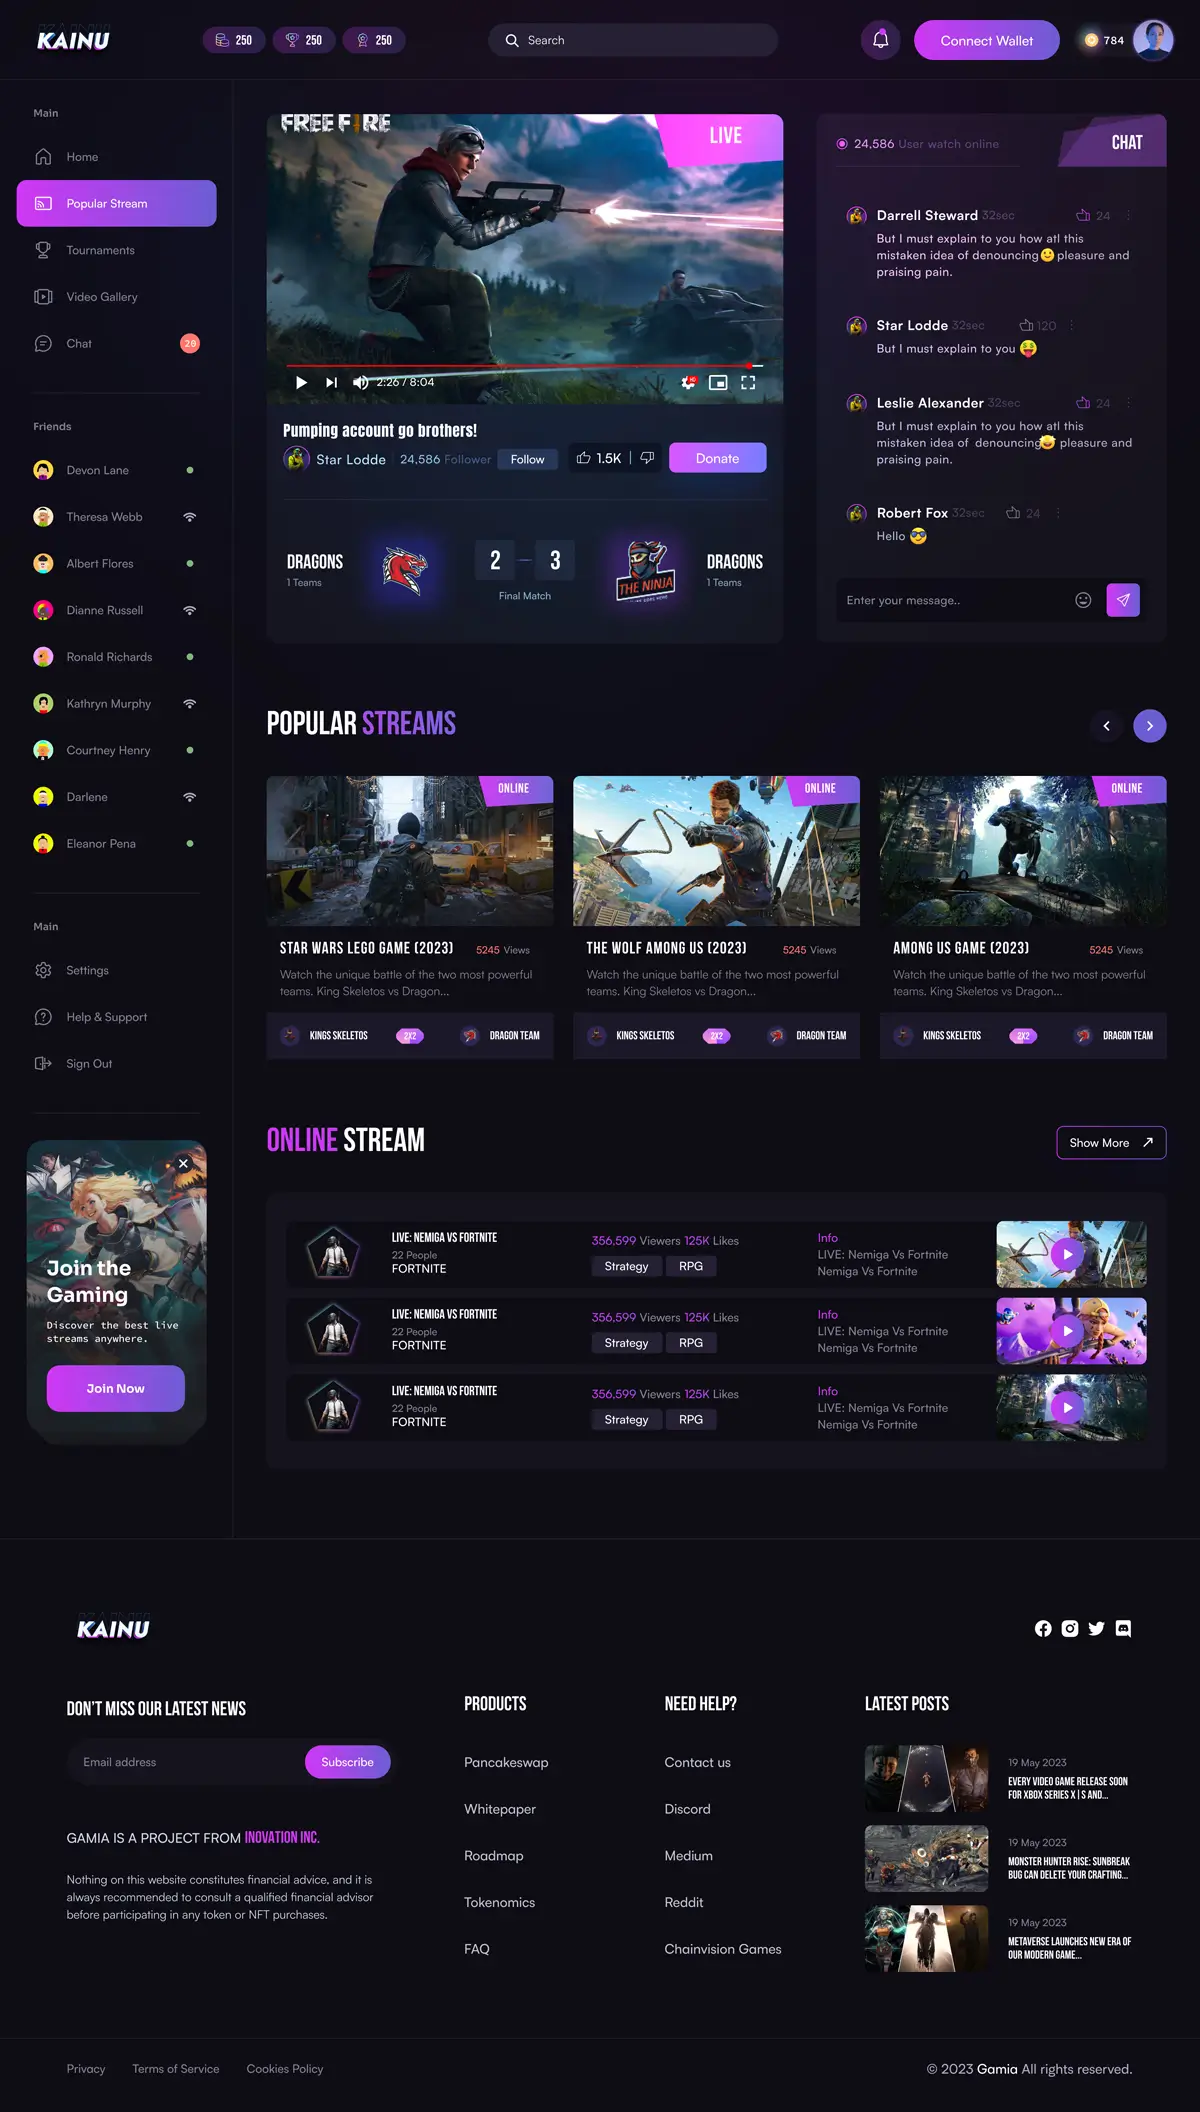 KAINU
250
250
250
Search
Connect Wallet
784
Main
Home
Popular Stream
Tournaments
Video Gallery
Chat
20
Friends
Devon Lane
Theresa Webb
Albert Flores
Dianne Russell
Ronald Richards
Kathryn Murphy
Courtney Henry
Darlene
Eleanor Pena
Main
Settings
Help & Support
Sign Out
Join the
Gaming
Discover the best live
streams anywhere.
Join Now
FREE FIRE
LIVE
2:26 / 8:04
Pumping account go brothers!
Star Lodde
24,586 Follower
Follow
1.5K
Donate
DRAGONS
1 Teams
2
3
Final Match
THE NINJA
DRAGONS
1 Teams
24,586 User watch online
CHAT
Darrell Steward 32sec
24
But I must explain to you how atl this
mistaken idea of denouncing😉pleasure and
praising pain.
Star Lodde 32sec
120
But I must explain to you 🤑
Leslie Alexander 32sec
24
But I must explain to you how atl this
mistaken idea of denouncing pleasure and
praising pain.
Robert Fox 32sec
24
Hello 😎
Enter your message..
POPULAR STREAMS
ONLINE
STAR WARS LEGO GAME (2023)
5245 Views
Watch the unique battle of the two most powerful
teams. King Skeletos vs Dragon...
KINGS SKELETOS
2X2
DRAGON TEAM
ONLINE
THE WOLF AMONG US (2023)
5245 Views
Watch the unique battle of the two most powerful
teams. King Skeletos vs Dragon...
KINGS SKELETOS
2X2
DRAGON TEAM
ONLINE
AMONG US GAME (2023)
5245 Views
Watch the unique battle of the two most powerful
teams. King Skeletos vs Dragon...
KINGS SKELETOS
2X2
DRAGON TEAM
ONLINE STREAM
Show More
LIVE: NEMIGA VS FORTNITE
22 People
FORTNITE
356,599 Viewers 125K Likes
Strategy
RPG
Info
LIVE: Nemiga Vs Fortnite
Nemiga Vs Fortnite
LIVE: NEMIGA VS FORTNITE
22 People
FORTNITE
356,599 Viewers 125K Likes
Strategy
RPG
Info
LIVE: Nemiga Vs Fortnite
Nemiga Vs Fortnite
LIVE: NEMIGA VS FORTNITE
22 People
FORTNITE
356,599 Viewers 125K Likes
Strategy
RPG
Info
LIVE: Nemiga Vs Fortnite
Nemiga Vs Fortnite
KAINU
DON'T MISS OUR LATEST NEWS
Email address
Subscribe
GAMIA IS A PROJECT FROM INOVATION INC.
Nothing on this website constitutes financial advice, and it is
always recommended to consult a qualified financial advisor
before participating in any token or NFT purchases.
PRODUCTS
Pancakeswap
Whitepaper
Roadmap
Tokenomics
FAQ
NEED HELP?
Contact us
Discord
Medium
Reddit
Chainvision Games
LATEST POSTS
19 May 2023
EVERY VIDEO GAME RELEASE SOON
FOR XBOX SERIES X | S AND...
19 May 2023
MONSTER HUNTER RISE: SUNBREAK
BUG CAN DELETE YOUR CRAFTING...
19 May 2023
METAVERSE LAUNCHES NEW ERA OF
OUR MODERN GAME...
Privacy
Terms of Service
Cookies Policy
© 2023 Gamia All rights reserved.